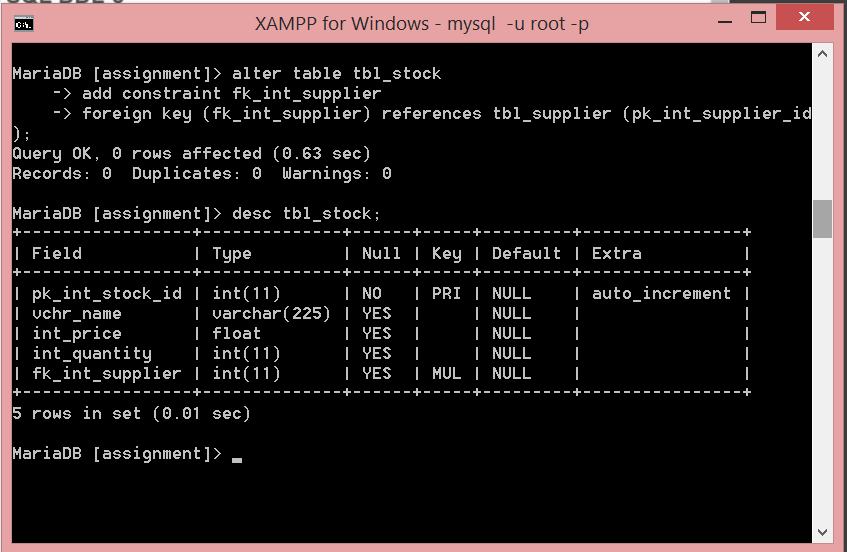 XAMPP for Windows - mysql  -u root -p
MariaDB [assignment]> alter table tbl_stock
    -> add constraint fk_int_supplier
    -> foreign key (fk_int_supplier) references tbl_supplier (pk_int_supplier_id
);
Query OK, 0 rows affected (0.63 sec)
Records: 0  Duplicates: 0  Warnings: 0
MariaDB [assignment]> desc tbl_stock;
+-----------------+--------------+------+-----+---------+----------------+
| Field           | Type         | Null | Key | Default | Extra          |
+-----------------+--------------+------+-----+---------+----------------+
| pk_int_stock_id | int(11)      | NO   | PRI | NULL    | auto_increment |
| vchr_name       | varchar(225) | YES  |     | NULL    |                |
| int_price       | float        | YES  |     | NULL    |                |
| int_quantity    | int(11)      | YES  |     | NULL    |                |
| fk_int_supplier | int(11)      | YES  | MUL | NULL    |                |
+-----------------+--------------+------+-----+---------+----------------+
5 rows in set (0.01 sec)
MariaDB [assignment]> _